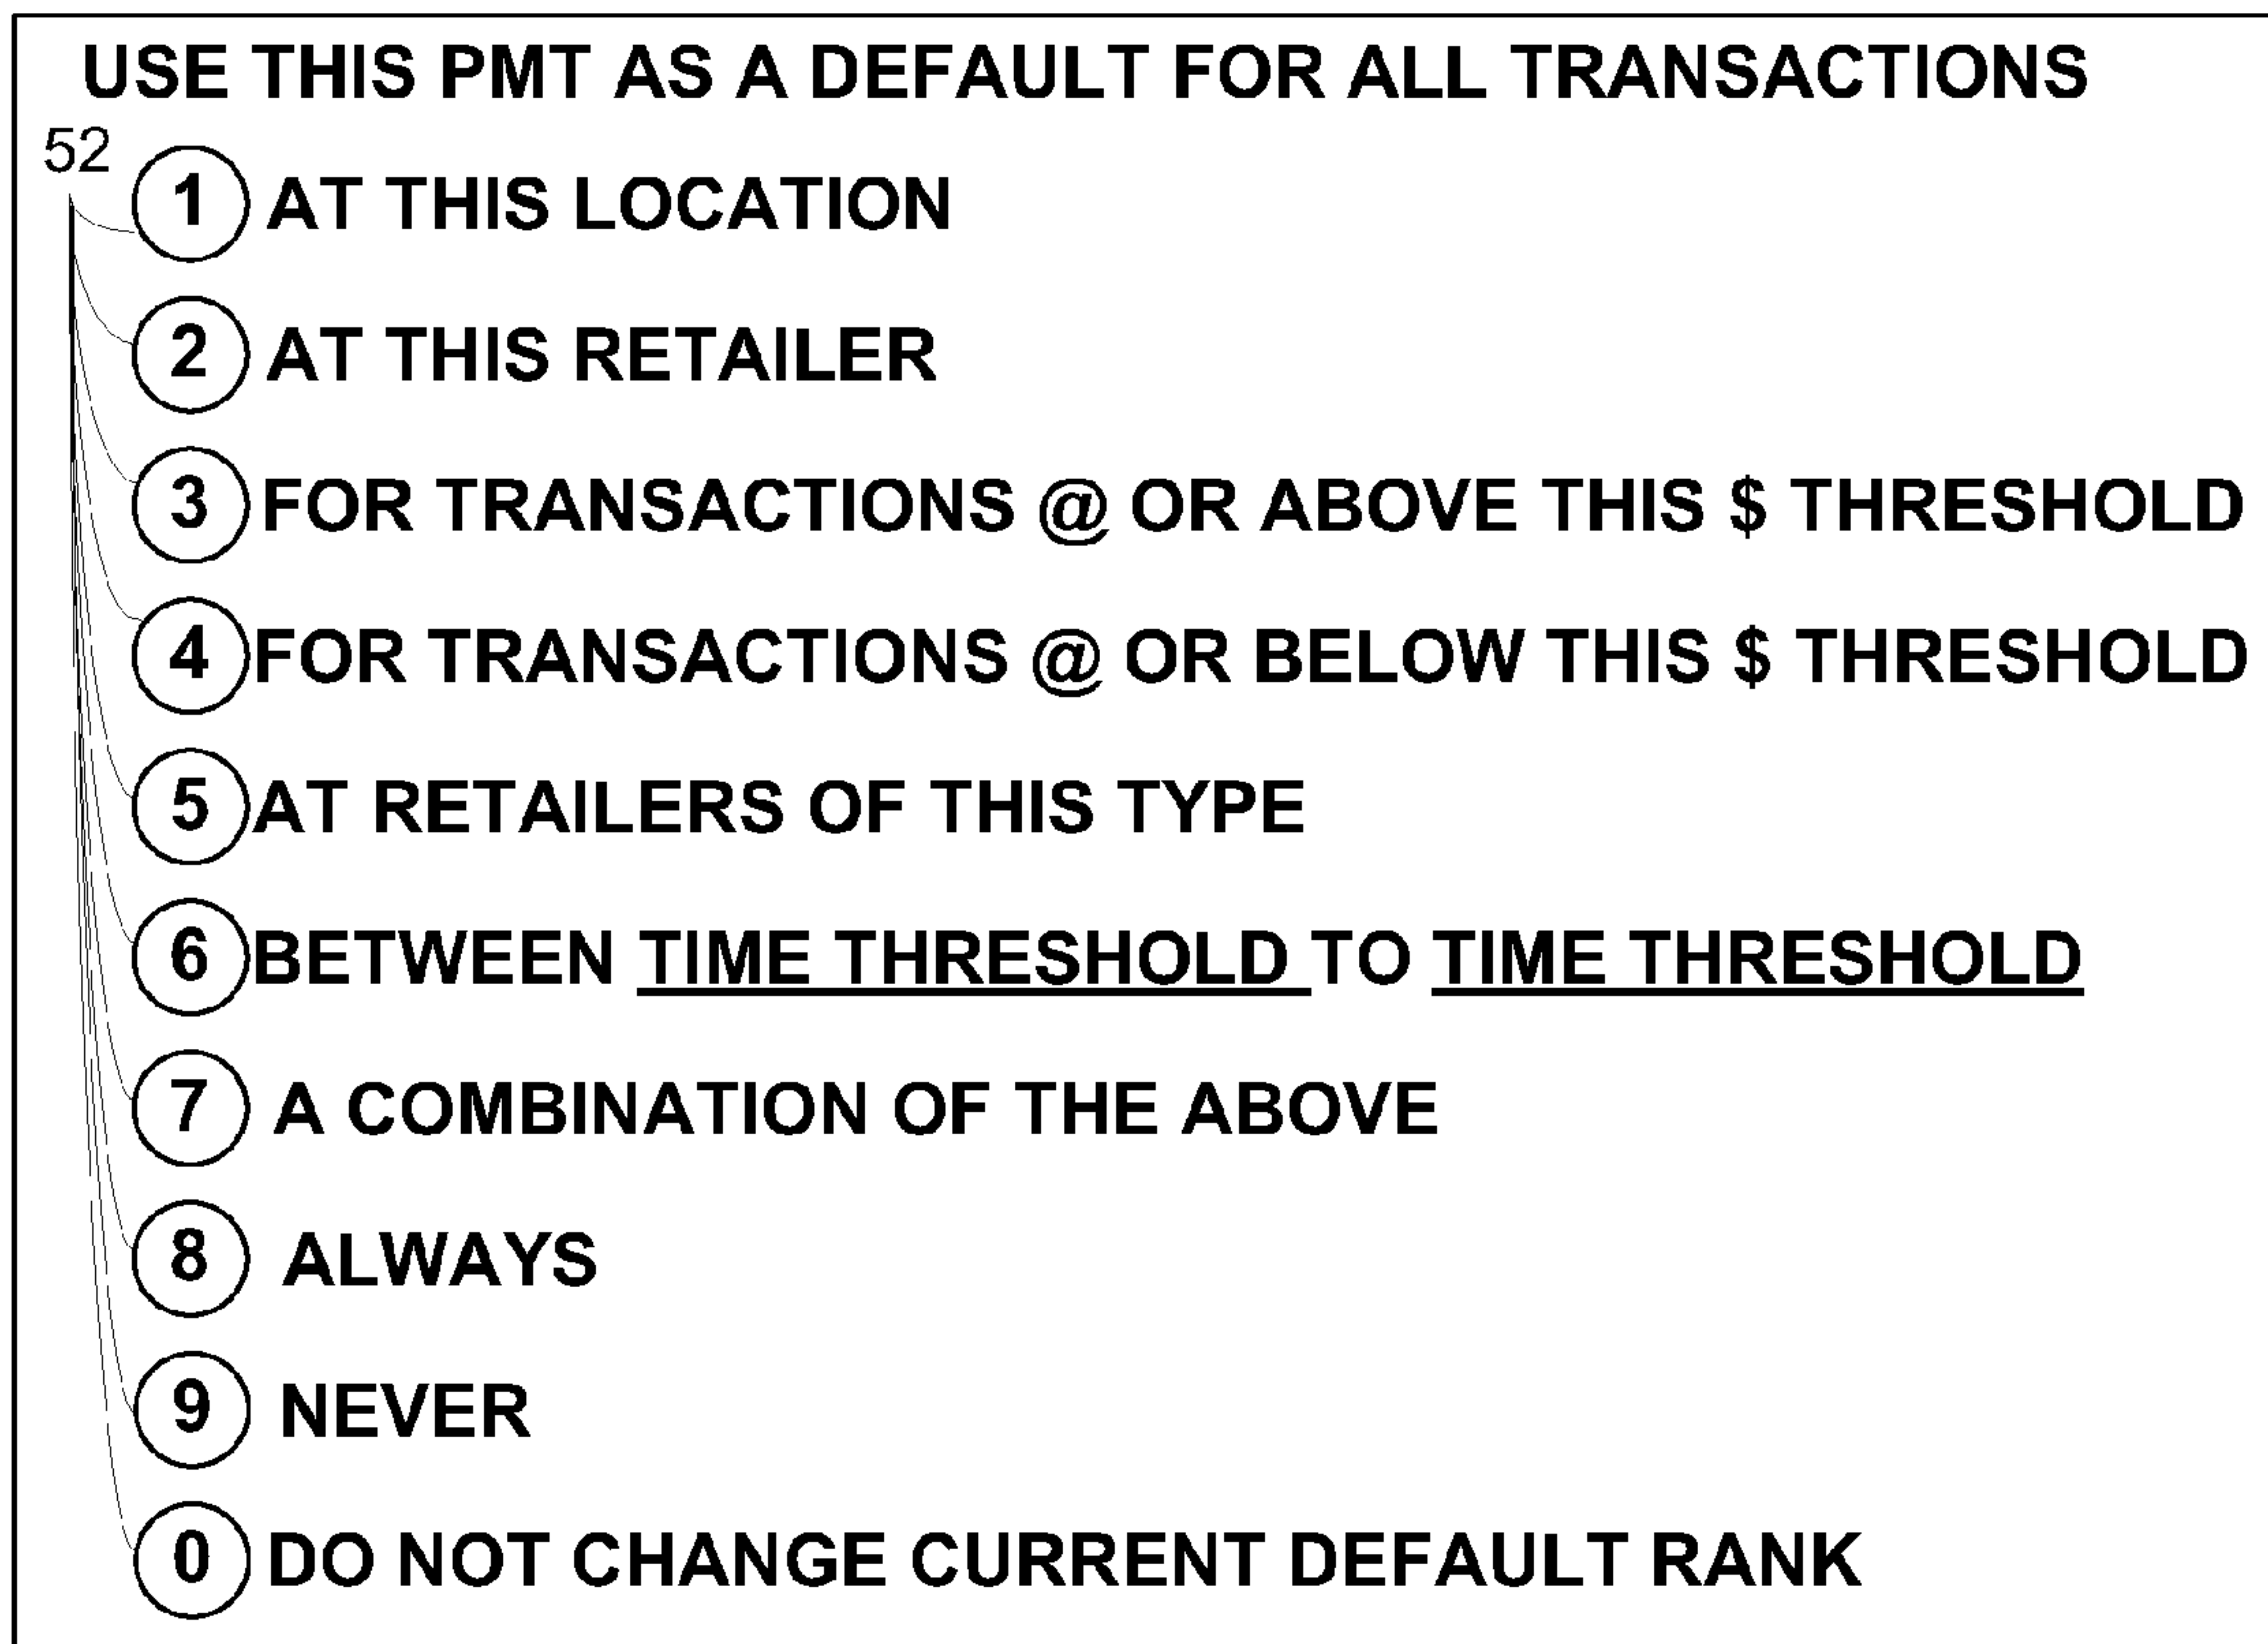 USE THIS PMT AS A DEFAULT FOR ALL TRANSACTIONS
52
1 AT THIS LOCATION
2 AT THIS RETAILER
3 FOR TRANSACTIONS @ OR ABOVE THIS $ THRESHOLD
4 FOR TRANSACTIONS @ OR BELOW THIS $ THRESHOLD
5 AT RETAILERS OF THIS TYPE
6 BETWEEN TIME THRESHOLD TO TIME THRESHOLD
7 A COMBINATION OF THE ABOVE
8 ALWAYS
9 NEVER
0 DO NOT CHANGE CURRENT DEFAULT RANK